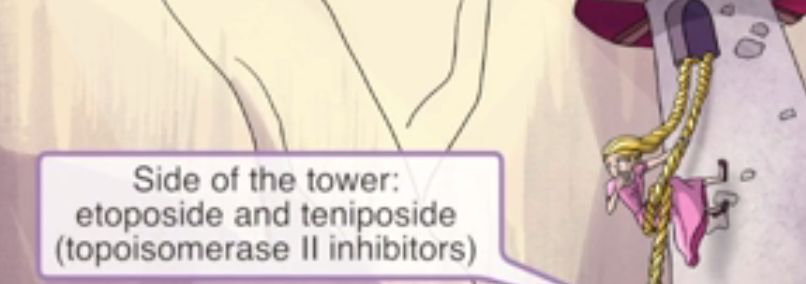 Side of the tower:
etoposide and teniposide
(topoisomerase II inhibitors)